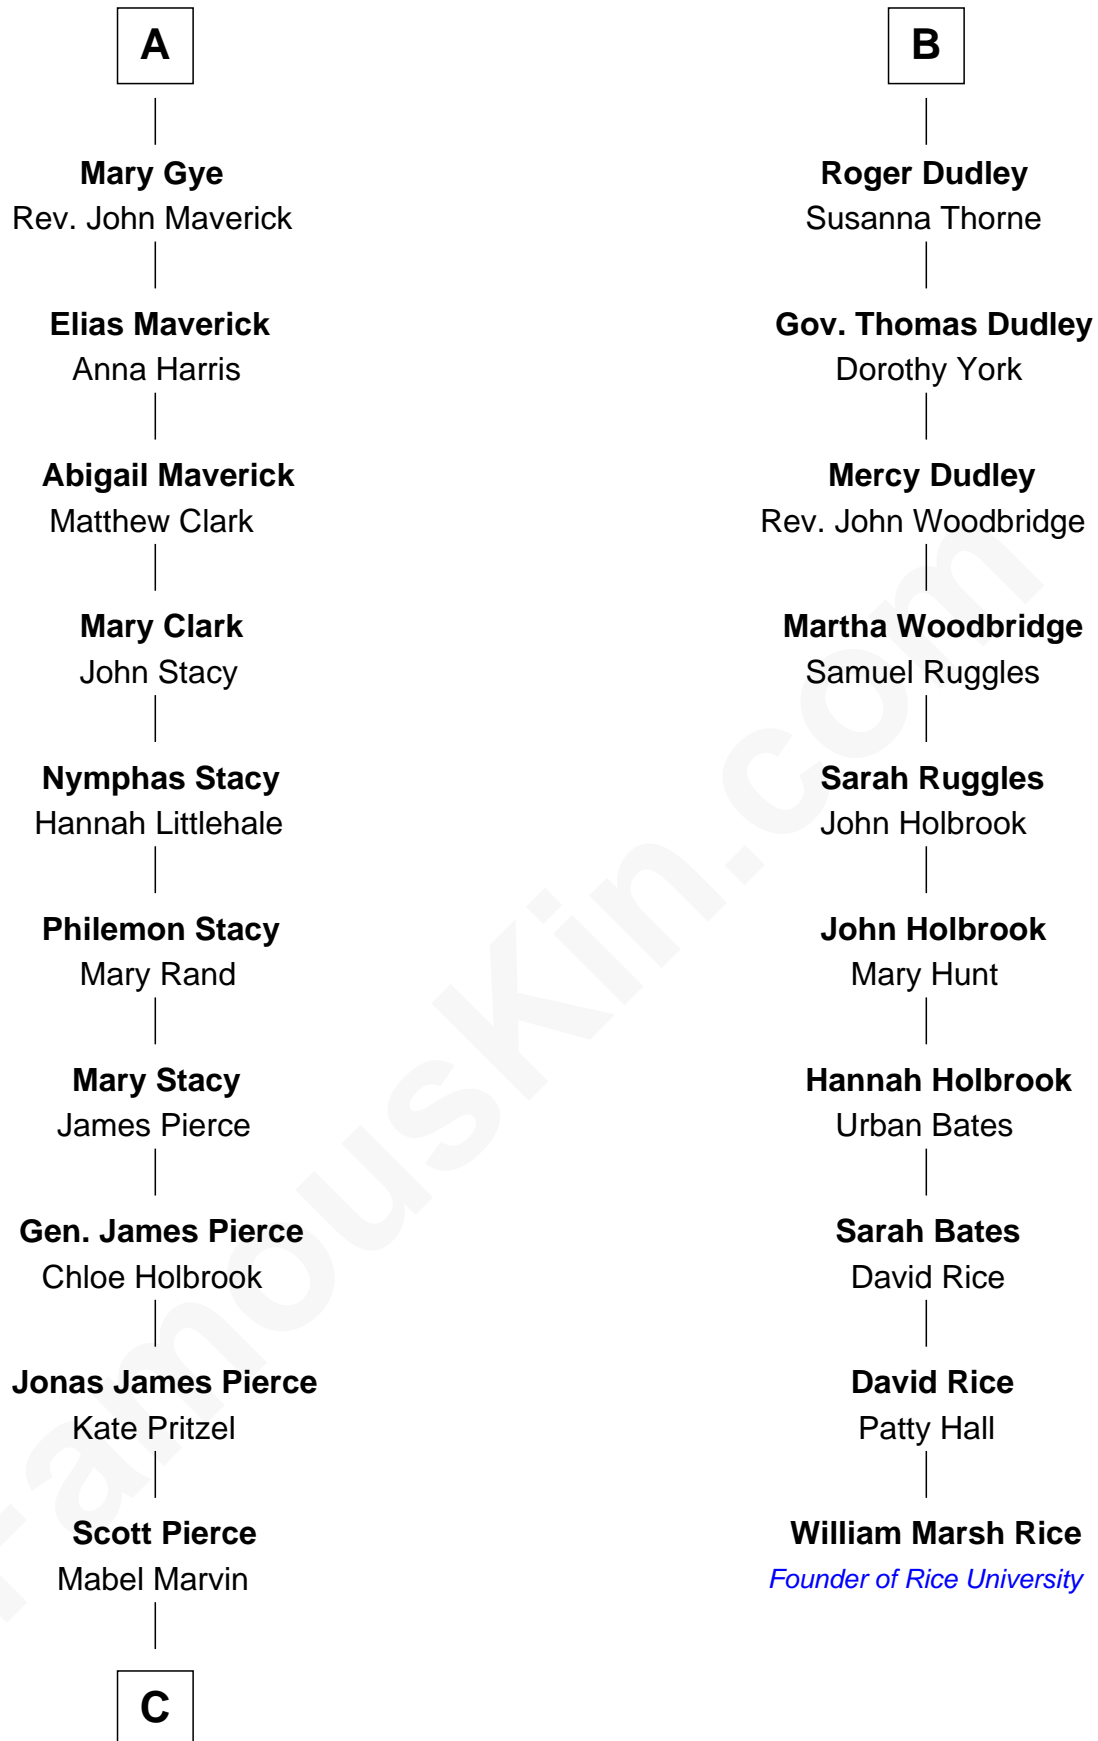 A
Mary Gye
Rev. John Maverick
Elias Maverick
Anna Harris
Abigail Maverick
Matthew Clark
Mary Clark
John Stacy
Nymphas Stacy
Hannah Littlehale
Philemon Stacy
Mary Rand
Mary Stacy
James Pierce
Gen. James Pierce
Chloe Holbrook
Jonas James Pierce
Kate Pritzel
Scott Pierce
Mabel Marvin
C
B
Roger Dudley
Susanna Thorne
Gov. Thomas Dudley
Dorothy York
Mercy Dudley
Rev. John Woodbridge
Martha Woodbridge
Samuel Ruggles
Sarah Ruggles
John Holbrook
John Holbrook
Mary Hunt
Hannah Holbrook
Urban Bates
Sarah Bates
David Rice
David Rice
Patty Hall
William Marsh Rice
Founder of Rice University
FamousKin.com